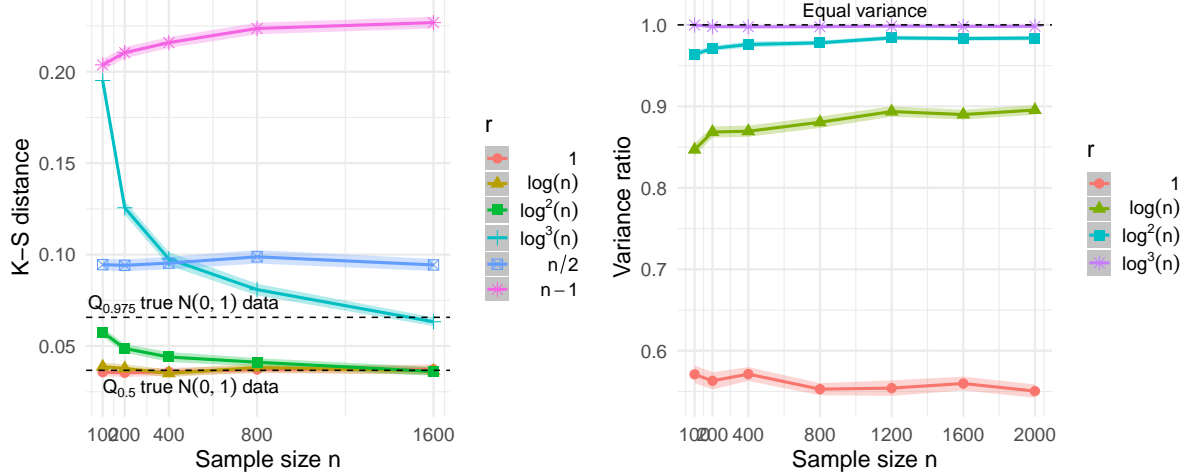 0.20
0.15
0.10
0.05
K−S distance
Q0.975 true N(0, 1) data
Q0.5 true N(0, 1) data
100 200 400 800 1600
Sample size n
r
1
log(n)
log²(n)
log³(n)
n/2
n−1
Equal variance
1.0
0.9
0.8
0.7
0.6
Variance ratio
100 200 400 800 1200 1600 2000
Sample size n
r
1
log(n)
log²(n)
log³(n)